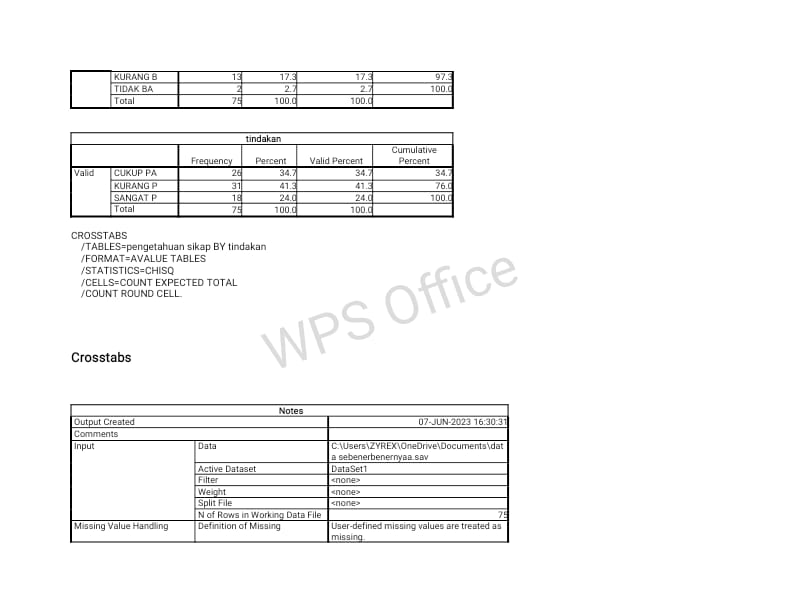 KURANG B 13 17.3 17.3 97.3
TIDAK BA 2 2.7 2.7 100.0
Total 75 100.0 100.0
tindakan
Frequency Percent Valid Percent Cumulative Percent
Valid CUKUP PA 26 34.7 34.7 34.7
KURANG P 31 41.3 41.3 76.0
SANGAT P 18 24.0 24.0 100.0
Total 75 100.0 100.0
CROSSTABS
/TABLES=pengetahuan sikap BY tindakan
/FORMAT=AVALUE TABLES
/STATISTICS=CHISQ
/CELLS=COUNT EXPECTED TOTAL
/COUNT ROUND CELL.
WPS Office
Crosstabs
Notes
Output Created 07-JUN-2023 16:30:31
Comments
Input Data C:\Users\ZYREX\OneDrive\Documents\dat
a sebenerbenernyaa.sav
Active Dataset DataSet1
Filter <none>
Weight <none>
Split File <none>
N of Rows in Working Data File 75
Missing Value Handling Definition of Missing User-defined missing values are treated as
missing.